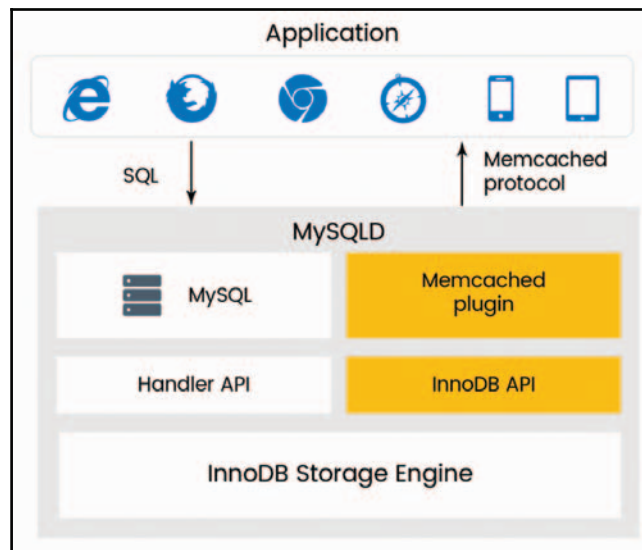 Application
SQL
Memcached
protocol
MySQLD
MySQL
Memcached
plugin
Handler API
InnoDB API
InnoDB Storage Engine